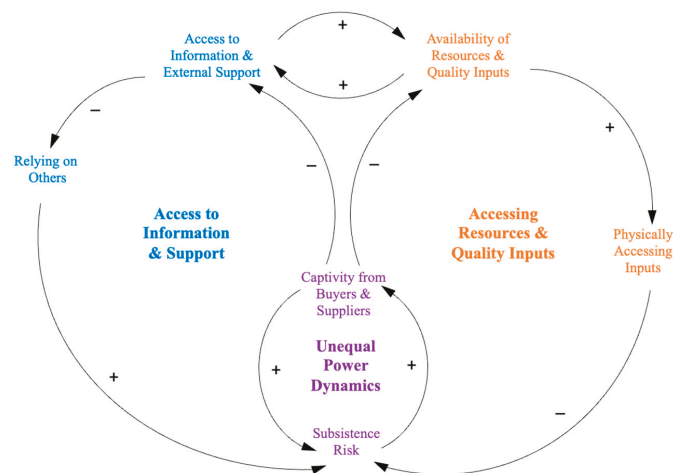 Access to
Information &
External Support
+
+
Availability of
Resources &
Quality Inputs
–
+
Relying on
Others
–
–
Access to
Information
& Support
Accessing
Resources &
Quality Inputs
Physically
Accessing
Inputs
Captivity from
Buyers &
Suppliers
Unequal
Power
Dynamics
+
+
+
–
Subsistence
Risk